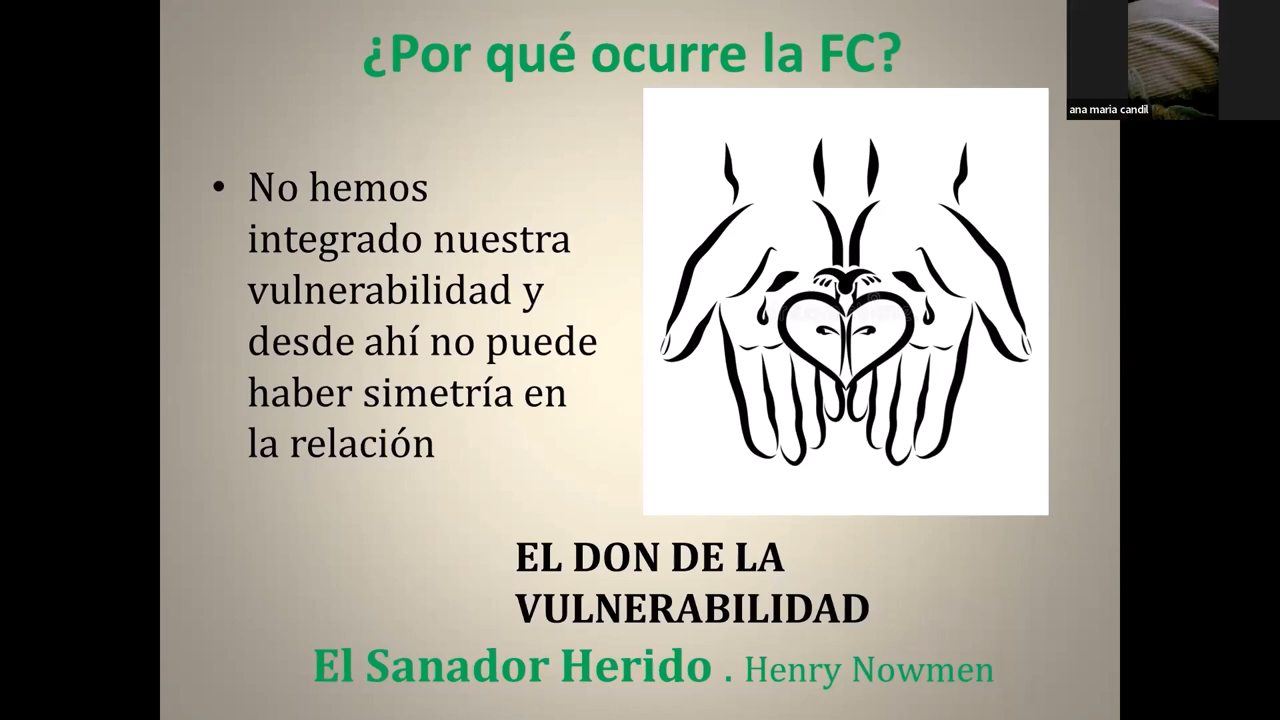 ¿Por qué ocurre la FC?
ana maria candil
• No hemos
integrado nuestra
vulnerabilidad y
desde ahí no puede
haber simetría en
la relación
EL DON DE LA
VULNERABILIDAD
El Sanador Herido . Henry Nowmen